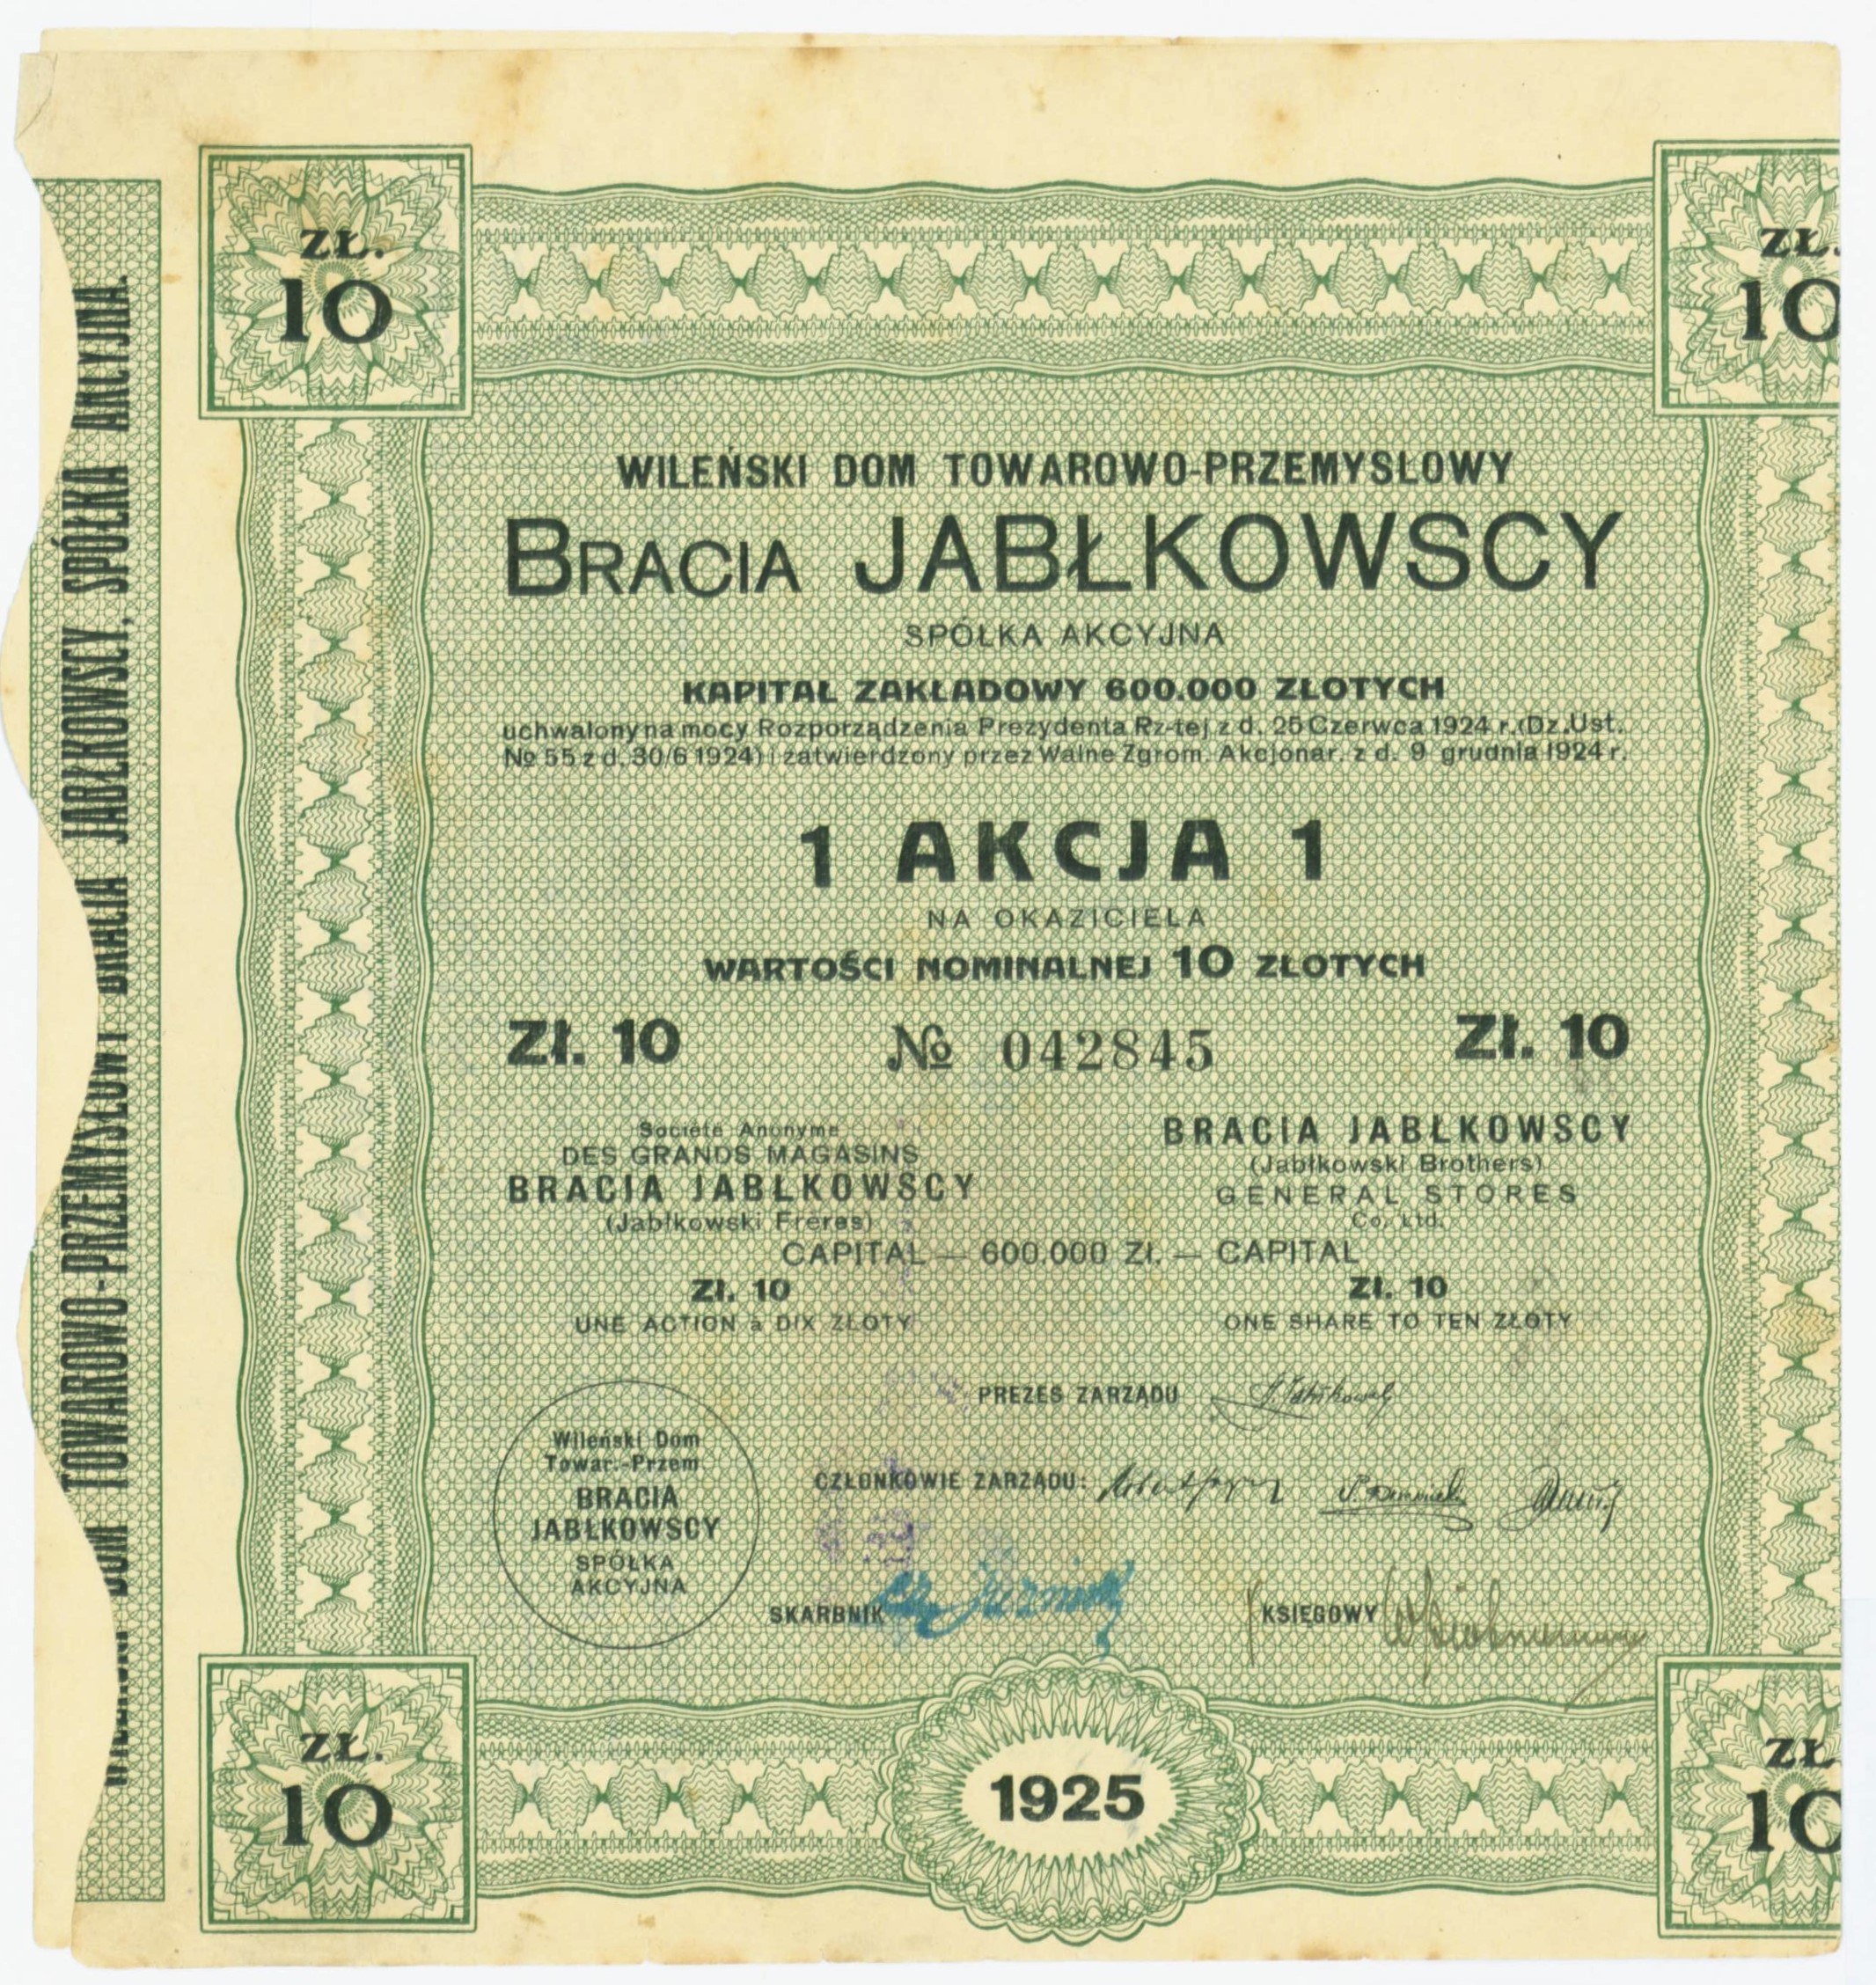 ZŁ.
10
ZŁ.
10
TOWAROWO-PRZEMYSŁOWY BRACIA JABŁKOWSCY, SPÓŁKA AKCYJNA.
WILEŃSKI DOM TOWAROWO-PRZEMYSLOWY
BRACIA JABŁKOWSCY
SPÓŁKA AKCYJNA
KAPITAŁ ZAKŁADOWY 600.000 ZŁOTYCH
uchwalony na mocy Rozporządzenia Prezydenta Rz-tej z d. 25 Czerwca 1924 r. (Dz.Ust.
№ 55 z d. 30/6 1924) i zatwierdzony przez Walne Zgrom. Akcjonar. z d. 9 grudnia 1924 r.
1 AKCJA 1
NA OKAZICIELA
WARTOŚCI NOMINALNEJ 10 ZŁOTYCH
Zł. 10 № 042845 Zł. 10
Société Anonyme
DES GRANDS MAGASINS
BRACIA JABŁKOWSCY
(Jabłkowski Frères)
BRACIA JABŁKOWSCY
(Jabłkowski Brothers)
GENERAL STORES
Co. Ltd.
CAPITAL — 600.000 Zł. — CAPITAL
Zł. 10
UNE ACTION à DIX ZŁOTY
Zł. 10
ONE SHARE TO TEN ZŁOTY
PREZES ZARZĄDU
CZŁONKOWIE ZARZĄDU:
Wileński Dom
Towar.-Przem.
BRACIA
JABŁKOWSCY
SPÓŁKA
AKCYJNA
SKARBNIK
KSIĘGOWY
ZŁ.
10
1925
ZŁ
10